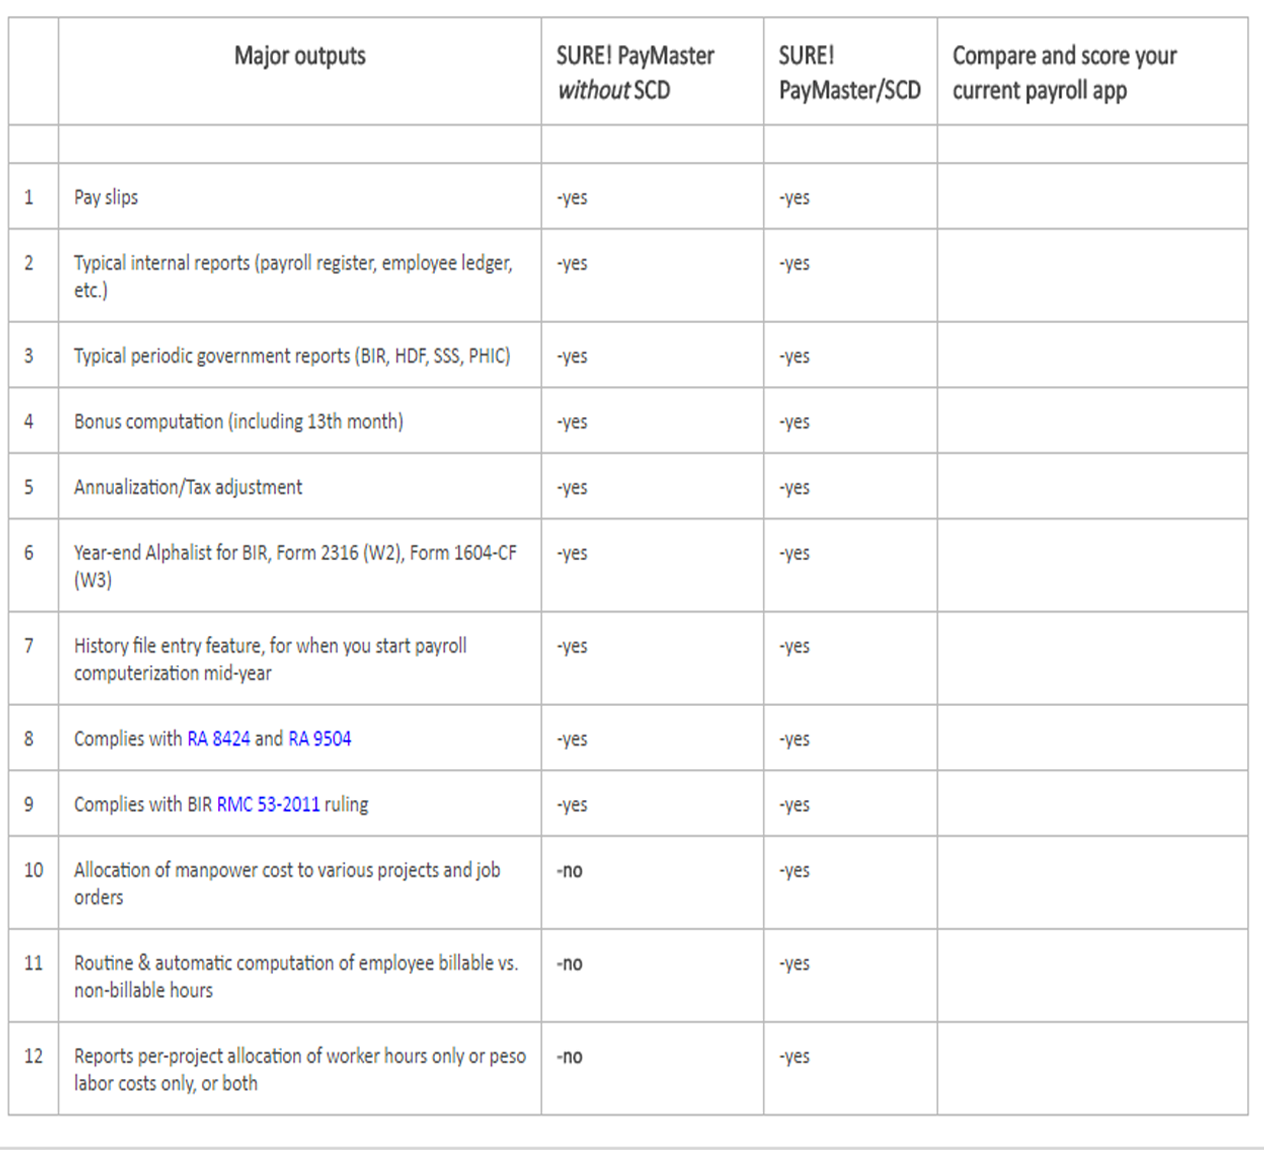 Major outputs
SURE! PayMaster
without SCD
SURE!
PayMaster/SCD
Compare and score your
current payroll app
1
Pay slips
-yes
-yes
2
Typical internal reports (payroll register, employee ledger,
etc.)
-yes
-yes
3
Typical periodic government reports (BIR, HDF, SSS, PHIC)
-yes
-yes
4
Bonus computation (including 13th month)
-yes
-yes
5
Annualization/Tax adjustment
-yes
-yes
6
Year-end Alphalist for BIR, Form 2316 (W2), Form 1604-CF
(W3)
-yes
-yes
7
History file entry feature, for when you start payroll
computerization mid-year
-yes
-yes
8
Complies with RA 8424 and RA 9504
-yes
-yes
9
Complies with BIR RMC 53-2011 ruling
-yes
-yes
10
Allocation of manpower cost to various projects and job
orders
-no
-yes
11
Routine & automatic computation of employee billable vs.
non-billable hours
-no
-yes
12
Reports per-project allocation of worker hours only or peso
labor costs only, or both
-no
-yes